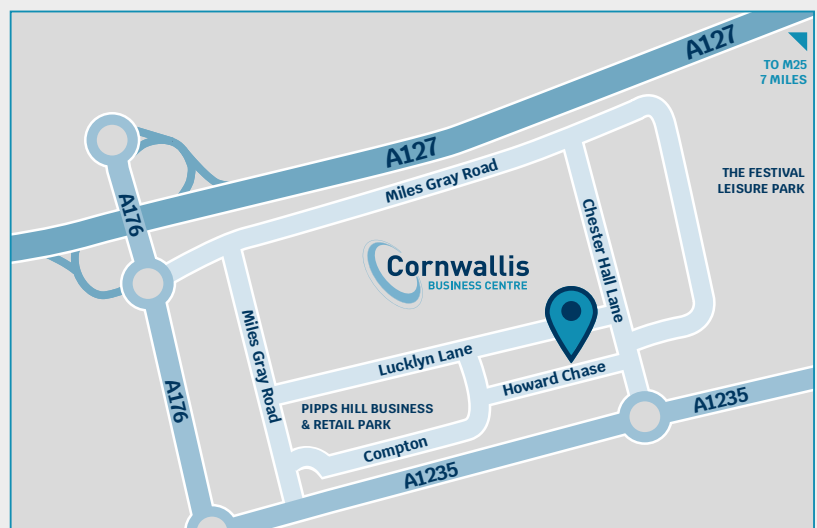 A127
TO M25
7 MILES
A127
Miles Gray Road
THE FESTIVAL
LEISURE PARK
A176
Chester Hall Lane
Cornwallis
BUSINESS CENTRE
Miles Gray Road
Lucklyn Lane
Howard Chase
A176
PIPPS HILL BUSINESS
& RETAIL PARK
A1235
Compton
A1235